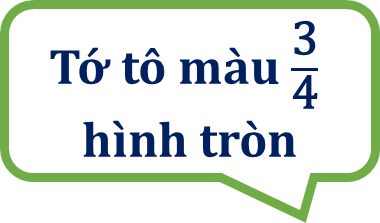 Tớ tô màu 3/4
hình tròn